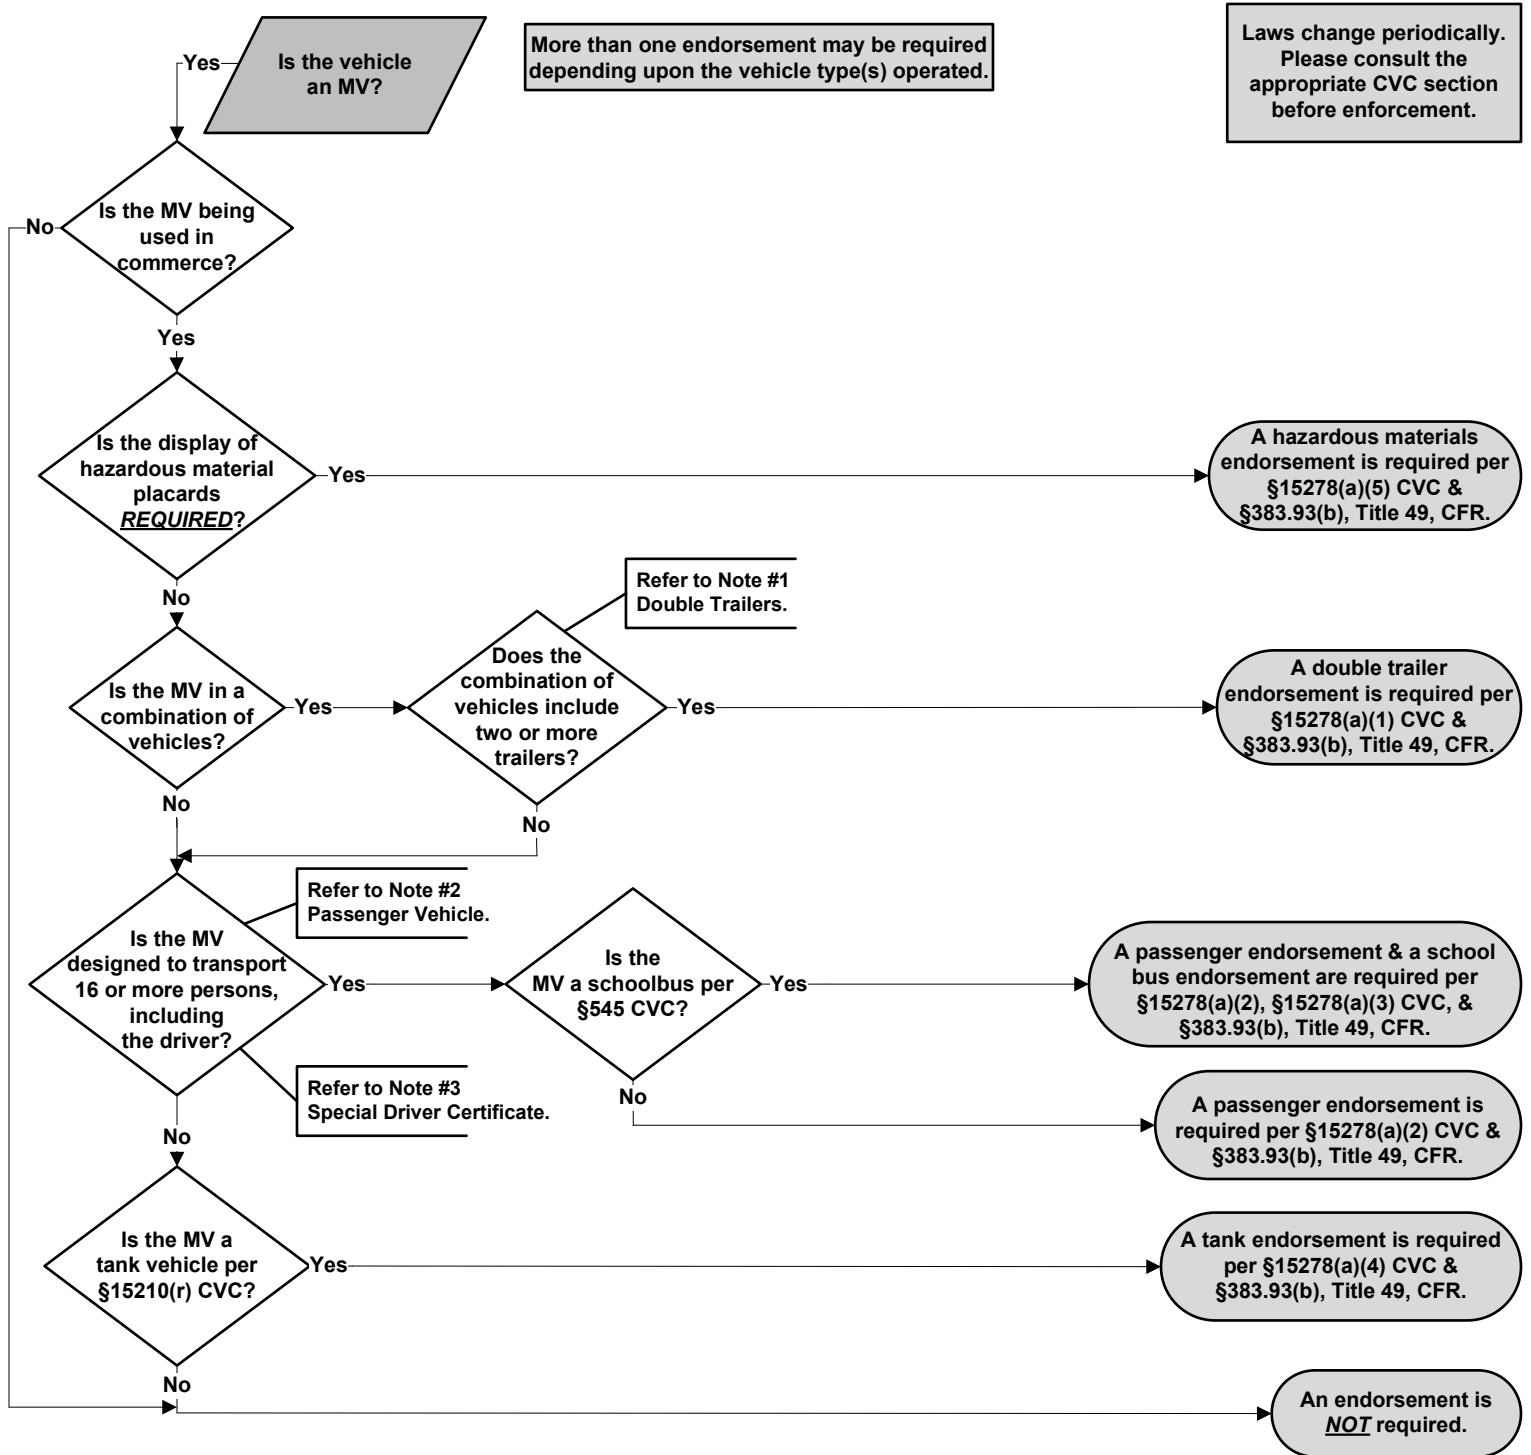 Yes
Is the vehicle
an MV?
More than one endorsement may be required
depending upon the vehicle type(s) operated.
Laws change periodically.
Please consult the
appropriate CVC section
before enforcement.
Is the MV being
used in
commerce?
No
Yes
Is the display of
hazardous material
placards
REQUIRED?
Yes
A hazardous materials
endorsement is required per
§15278(a)(5) CVC &
§383.93(b), Title 49, CFR.
No
Refer to Note #1
Double Trailers.
Is the MV in a
combination of
vehicles?
Yes
Does the
combination of
vehicles include
two or more
trailers?
Yes
A double trailer
endorsement is required per
§15278(a)(1) CVC &
§383.93(b), Title 49, CFR.
No
No
Refer to Note #2
Passenger Vehicle.
Is the MV
designed to transport
16 or more persons,
including
the driver?
Yes
Is the
MV a schoolbus per
§545 CVC?
Yes
A passenger endorsement & a school
bus endorsement are required per
§15278(a)(2), §15278(a)(3) CVC, &
§383.93(b), Title 49, CFR.
Refer to Note #3
Special Driver Certificate.
No
A passenger endorsement is
required per §15278(a)(2) CVC &
§383.93(b), Title 49, CFR.
No
Is the MV a
tank vehicle per
§15210(r) CVC?
Yes
A tank endorsement is required
per §15278(a)(4) CVC &
§383.93(b), Title 49, CFR.
No
An endorsement is
NOT required.